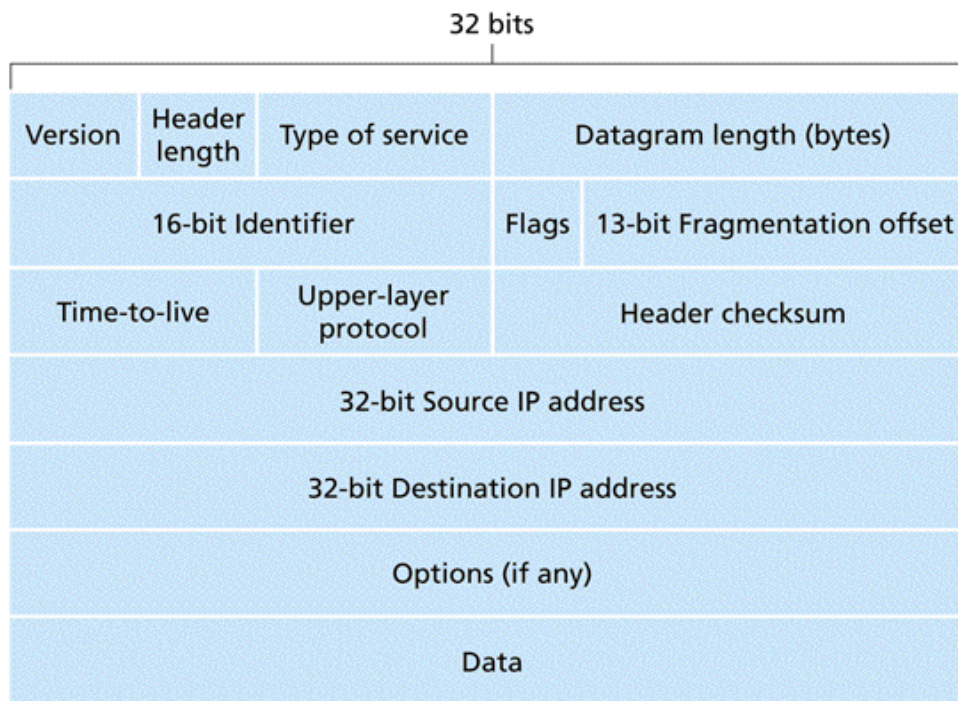 32 bits
Version
Header
length
Type of service
Datagram length (bytes)
16-bit Identifier
Flags
13-bit Fragmentation offset
Time-to-live
Upper-layer
protocol
Header checksum
32-bit Source IP address
32-bit Destination IP address
Options (if any)
Data